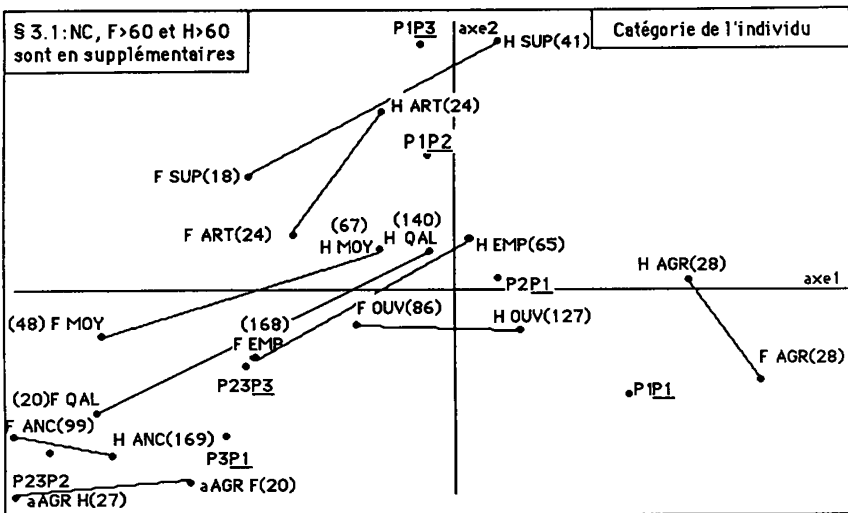 § 3.1: NC, F>60 et H>60
sont en supplémentaires
P1P3
axe2
H SUP(41)
Catégorie de l'individu
H ART(24)
P1P2
F SUP(18)
F ART(24)
(67)
H MOY
(140)
H QAL
H EMP(65)
H AGR(28)
axe1
P2P1
(48) F MOY
(168)
F EMP
F OUV(86)
H OUV(127)
F AGR(28)
P23P3
P1P1
(20)F QAL
F ANC(99)
H ANC(169)
P3P1
P23P2
aAGR H(27)
aAGR F(20)